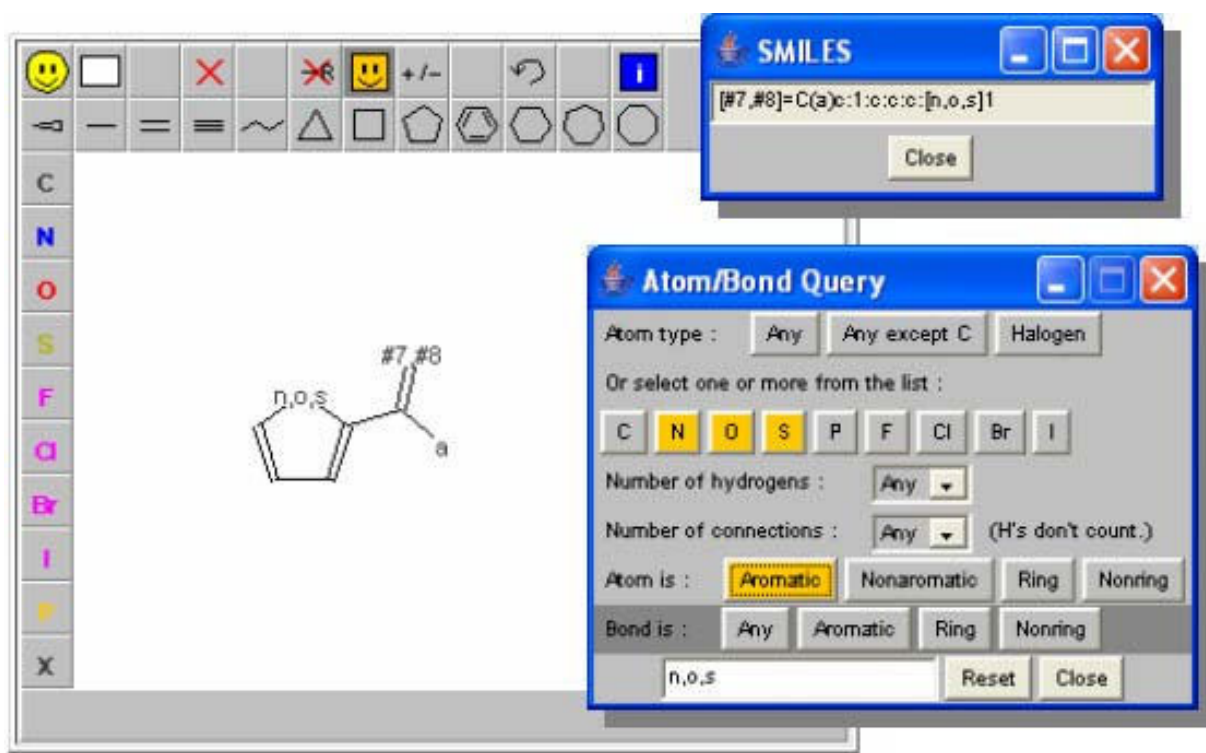 SMILES
[#7,#8]=C(a)c:1:c:c:c:[n,o,s]1
Close
R +/- i
C
N
O
S
F
Cl
Br
I
P
X
#7,#8
n,o,s
a
Atom/Bond Query
Atom type : Any Any except C Halogen
Or select one or more from the list :
C N O S P F Cl Br I
Number of hydrogens : Any
Number of connections : Any (H's don't count.)
Atom is : Aromatic Nonaromatic Ring Nonring
Bond is : Any Aromatic Ring Nonring
n,o,s Reset Close